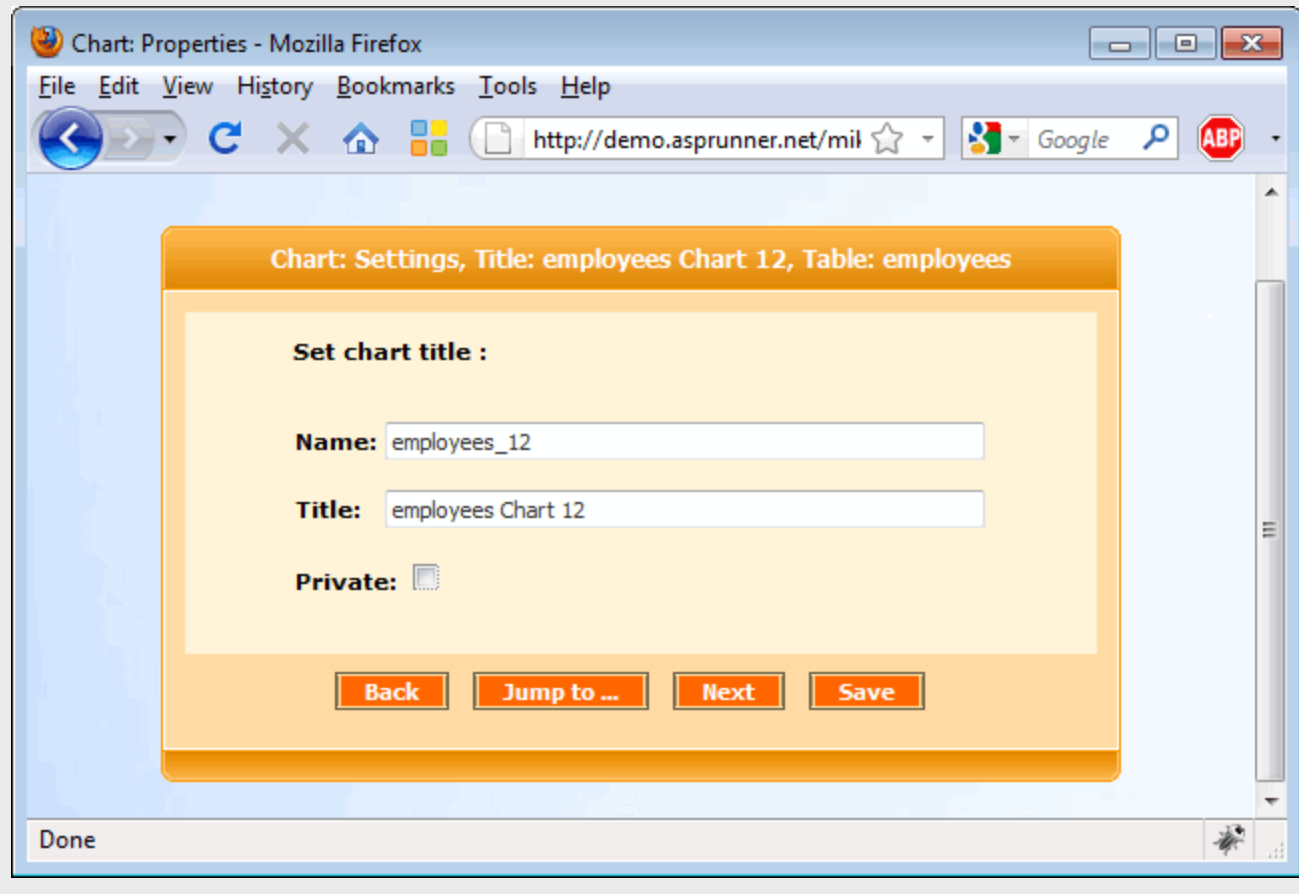 Chart: Properties - Mozilla Firefox
File Edit View History Bookmarks Tools Help
http://demo.asprunner.net/mil Google ABP
Chart: Settings, Title: employees Chart 12, Table: employees
Set chart title :
Name: employees_12
Title: employees Chart 12
Private:
Back Jump to ... Next Save
Done